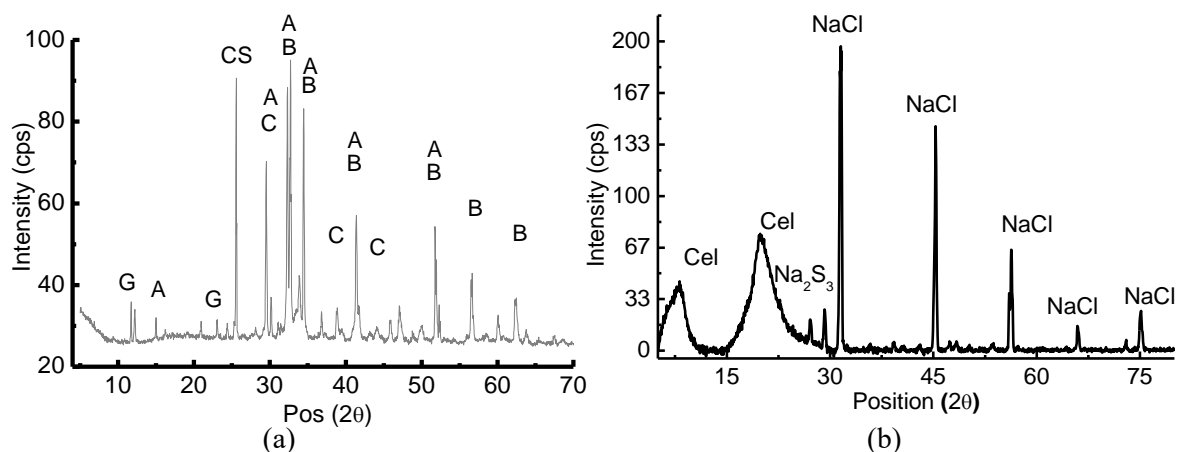 100
80
60
40
20
Intensity (cps)
10 20 30 40 50 60 70
Pos (2θ)
G
A
G
CS
A
C
A
B
A
B
C
A
B
C
A
B
B
B
(a)
200
167
133
100
67
33
0
Intensity (cps)
15 30 45 60 75
Position (2θ)
Cel
Cel
Na₂S₃
NaCl
NaCl
NaCl
NaCl
NaCl
(b)